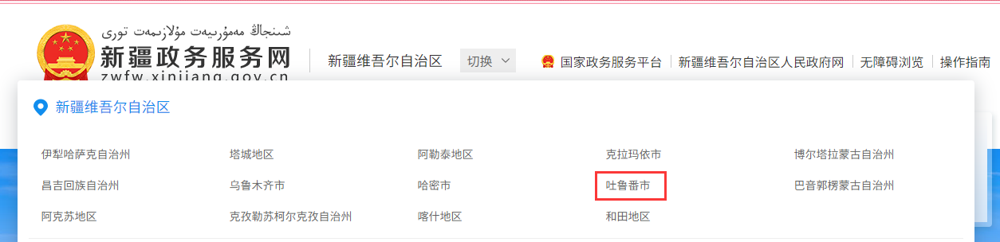 شىنجاڭ مەمۇرىيەت مۇلازىمەت تورى
新疆政务服务网
zwfw.xinjiang.gov.cn
新疆维吾尔自治区 切换
国家政务服务平台 新疆维吾尔自治区人民政府网 无障碍浏览 操作指南
新疆维吾尔自治区
伊犁哈萨克自治州 塔城地区 阿勒泰地区 克拉玛依市 博尔塔拉蒙古自治州
昌吉回族自治州 乌鲁木齐市 哈密市 吐鲁番市 巴音郭楞蒙古自治州
阿克苏地区 克孜勒苏柯尔克孜自治州 喀什地区 和田地区